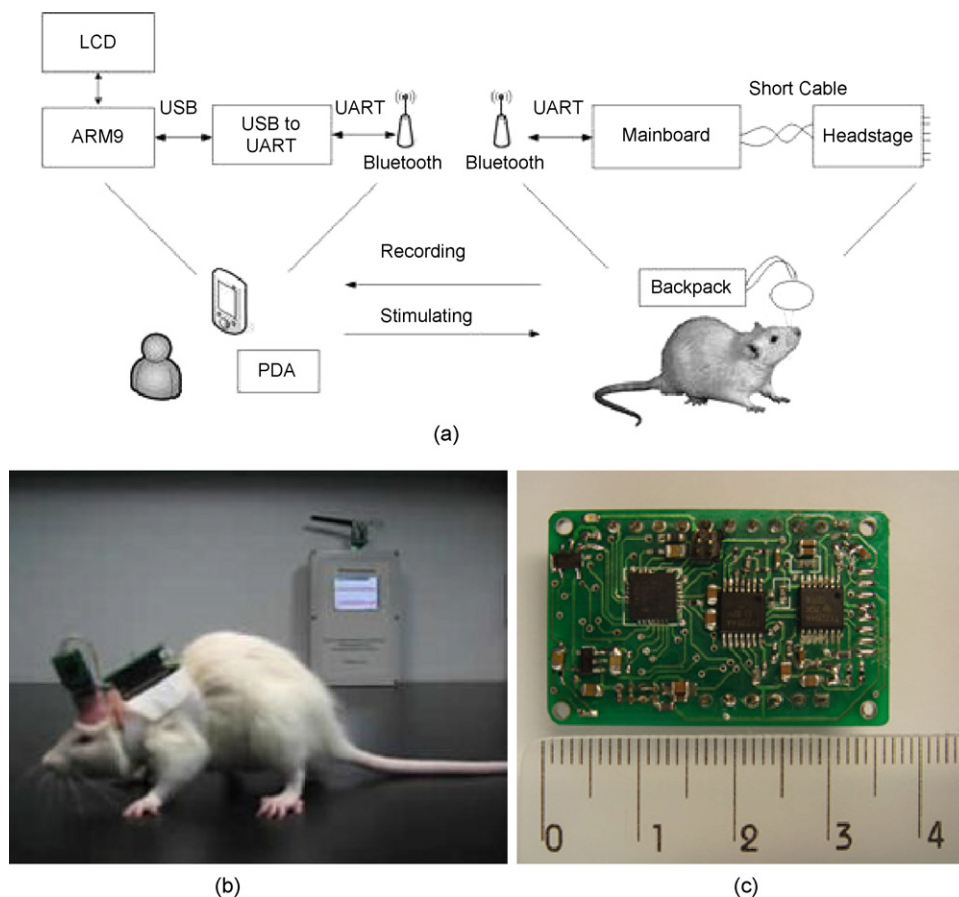 LCD
ARM9
USB
USB to
UART
UART
Bluetooth
Bluetooth
UART
Mainboard
Short Cable
Headstage
Recording
Stimulating
PDA
Backpack
(a)
(b)
0 1 2 3 4
(c)